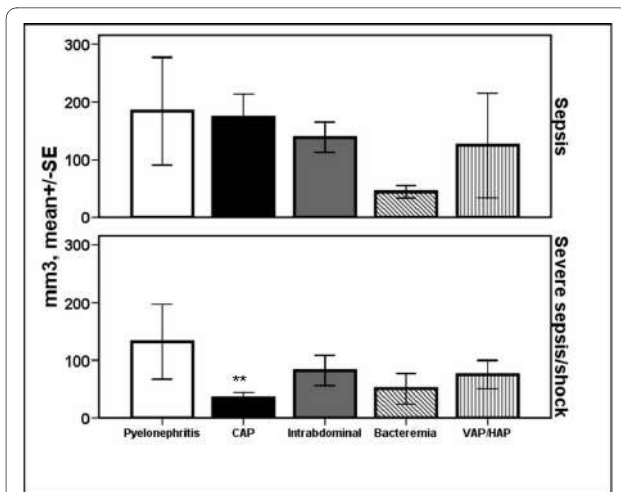 300
200
100
0
Sepsis
mm3, mean+/-SE
300
200
100
0
**
Severe sepsis/shock
Pyelonephritis CAP Intrabdominal Bacteremia VAP/HAP